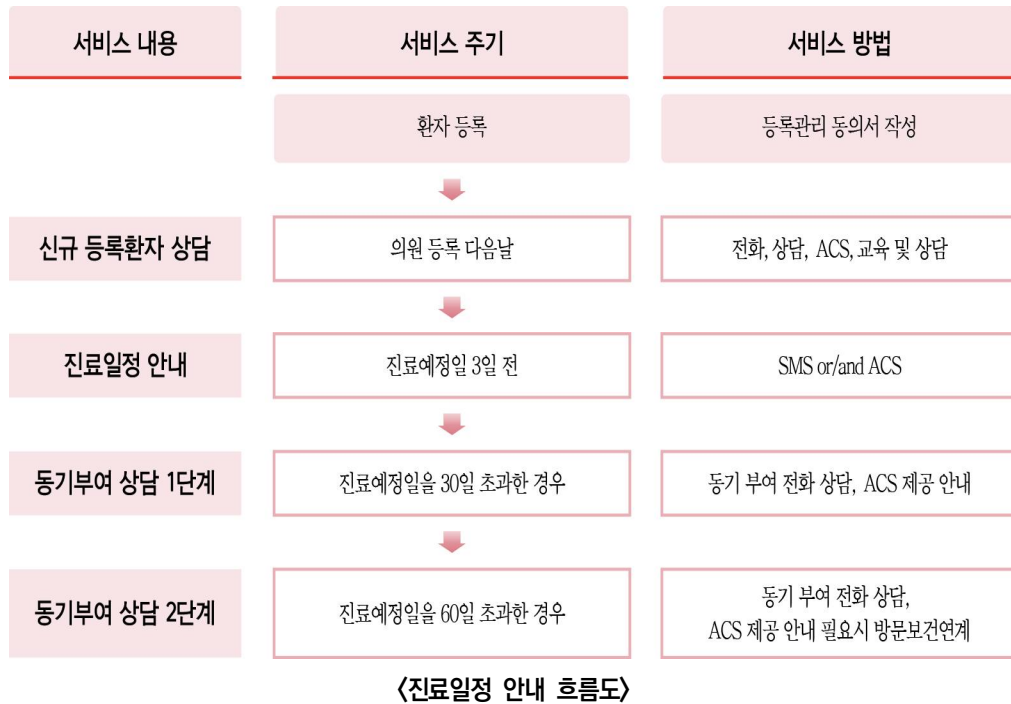 서비스 내용
서비스 주기
서비스 방법
환자 등록
등록관리 동의서 작성
신규 등록환자 상담
의원 등록 다음날
전화, 상담, ACS, 교육 및 상담
진료일정 안내
진료예정일 3일 전
SMS or/and ACS
동기부여 상담 1단계
진료예정일을 30일 초과한 경우
동기 부여 전화 상담, ACS 제공 안내
동기부여 상담 2단계
진료예정일을 60일 초과한 경우
동기 부여 전화 상담,
ACS 제공 안내 필요시 방문보건연계
〈진료일정 안내 흐름도〉